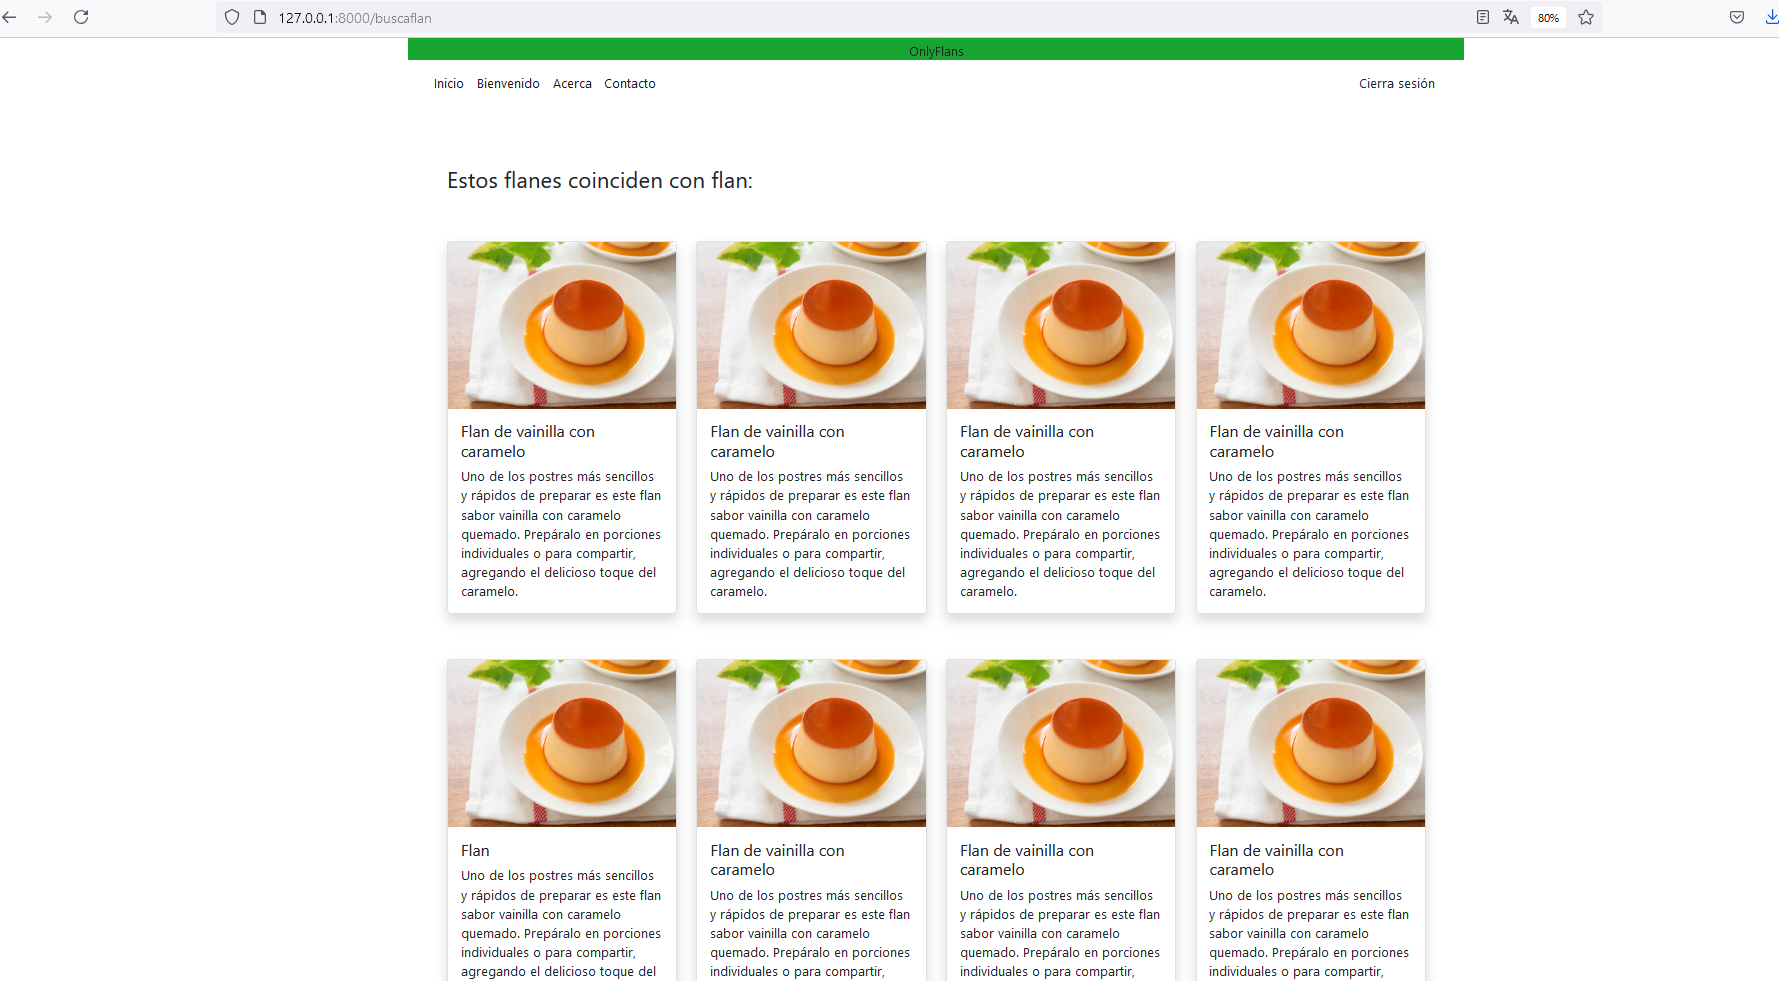 127.0.0.1:8000/buscaflan
80%
OnlyFlans
Inicio Bienvenido Acerca Contacto Cierra sesión
Estos flanes coinciden con flan:
Flan de vainilla con
caramelo
Uno de los postres más sencillos
y rápidos de preparar es este flan
sabor vainilla con caramelo
quemado. Prepáralo en porciones
individuales o para compartir,
agregando el delicioso toque del
caramelo.
Flan de vainilla con
caramelo
Uno de los postres más sencillos
y rápidos de preparar es este flan
sabor vainilla con caramelo
quemado. Prepáralo en porciones
individuales o para compartir,
agregando el delicioso toque del
caramelo.
Flan de vainilla con
caramelo
Uno de los postres más sencillos
y rápidos de preparar es este flan
sabor vainilla con caramelo
quemado. Prepáralo en porciones
individuales o para compartir,
agregando el delicioso toque del
caramelo.
Flan de vainilla con
caramelo
Uno de los postres más sencillos
y rápidos de preparar es este flan
sabor vainilla con caramelo
quemado. Prepáralo en porciones
individuales o para compartir,
agregando el delicioso toque del
caramelo.
Flan
Uno de los postres más sencillos
y rápidos de preparar es este flan
sabor vainilla con caramelo
quemado. Prepáralo en porciones
individuales o para compartir,
agregando el delicioso toque del
Flan de vainilla con
caramelo
Uno de los postres más sencillos
y rápidos de preparar es este flan
sabor vainilla con caramelo
quemado. Prepáralo en porciones
individuales o para compartir,
Flan de vainilla con
caramelo
Uno de los postres más sencillos
y rápidos de preparar es este flan
sabor vainilla con caramelo
quemado. Prepáralo en porciones
individuales o para compartir,
Flan de vainilla con
caramelo
Uno de los postres más sencillos
y rápidos de preparar es este flan
sabor vainilla con caramelo
quemado. Prepáralo en porciones
individuales o para compartir,